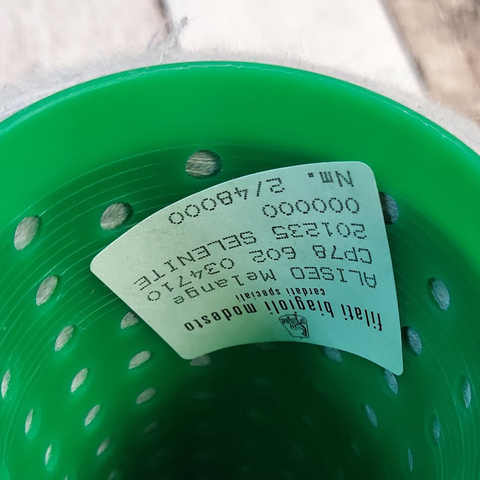 filati biagioli modesto
cardati speciali
ALISEO Melange
CP78 602 034710
201235 SELENITE
000000
Nm. 2/48000